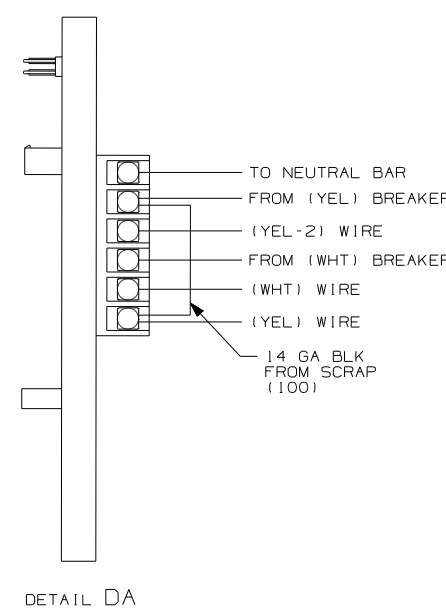 TO NEUTRAL BAR
FROM (YEL) BREAKER
(YEL-2) WIRE
FROM (WHT) BREAKER
(WHT) WIRE
(YEL) WIRE
14 GA BLK
FROM SCRAP
(100)
DETAIL DA